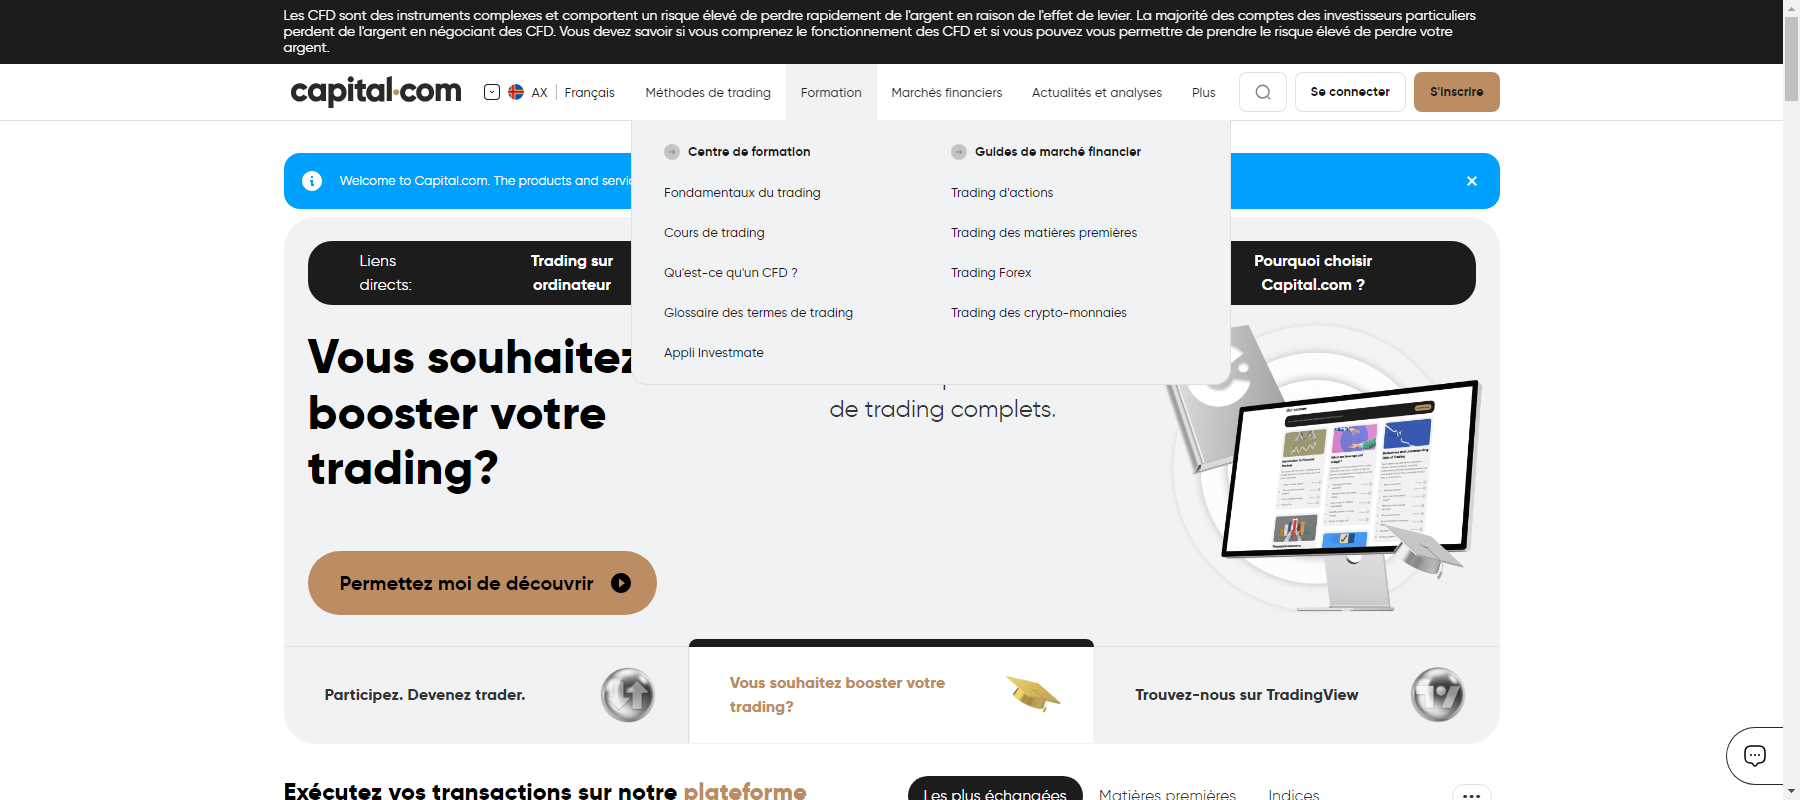 Les CFD sont des instruments complexes et comportent un risque élevé de perdre rapidement de l'argent en raison de l'effet de levier. La majorité des comptes des investisseurs particuliers
perdent de l'argent en négociant des CFD. Vous devez savoir si vous comprenez le fonctionnement des CFD et si vous pouvez vous permettre de prendre le risque élevé de perdre votre
argent.
capital.com
AX Français
Méthodes de trading
Formation
Marchés financiers
Actualités et analyses
Plus
Se connecter
S'inscrire
Centre de formation
Fondamentaux du trading
Cours de trading
Qu'est-ce qu'un CFD ?
Glossaire des termes de trading
Appli Investmate
Guides de marché financier
Trading d'actions
Trading des matières premières
Trading Forex
Trading des crypto-monnaies
Welcome to Capital.com. The products and
Liens
directs:
Trading sur
ordinateur
Pourquoi choisir
Capital.com ?
Vous souhaitez
booster votre
trading?
de trading complets.
Permettez moi de découvrir
Participez. Devenez trader.
Vous souhaitez booster votre
trading?
Trouvez-nous sur TradingView
Exécutez vos transactions sur notre plateforme
Les plus échangées
Matières premières
Indices